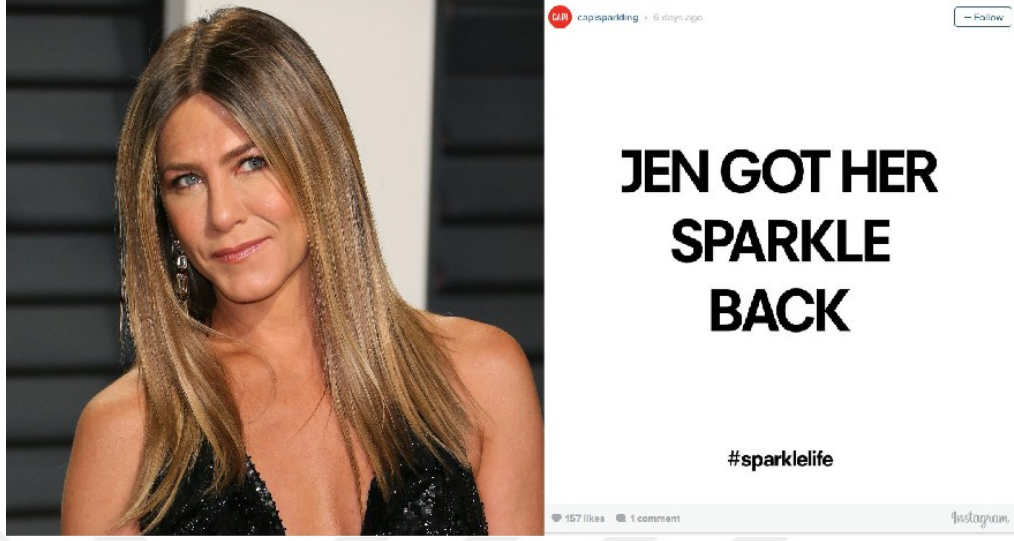 CAPI capisparkling • 6 days ago
— Follow
JEN GOT HER
SPARKLE
BACK
#sparklelife
157 likes 1 comment
Instagram